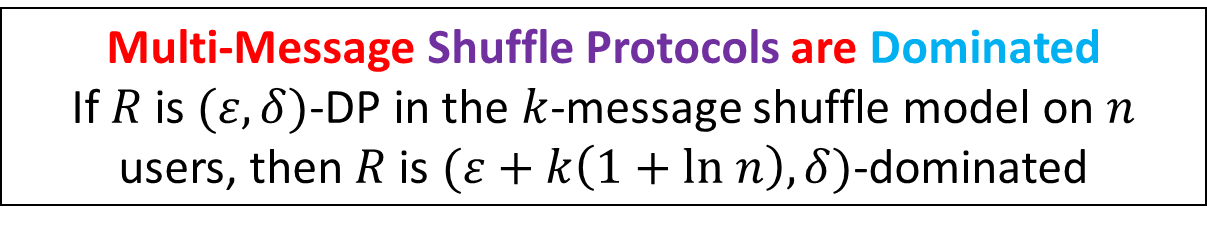 Multi-Message Shuffle Protocols are Dominated
If R is (ε, δ)-DP in the k-message shuffle model on n
users, then R is (ε + k(1 + ln n), δ)-dominated